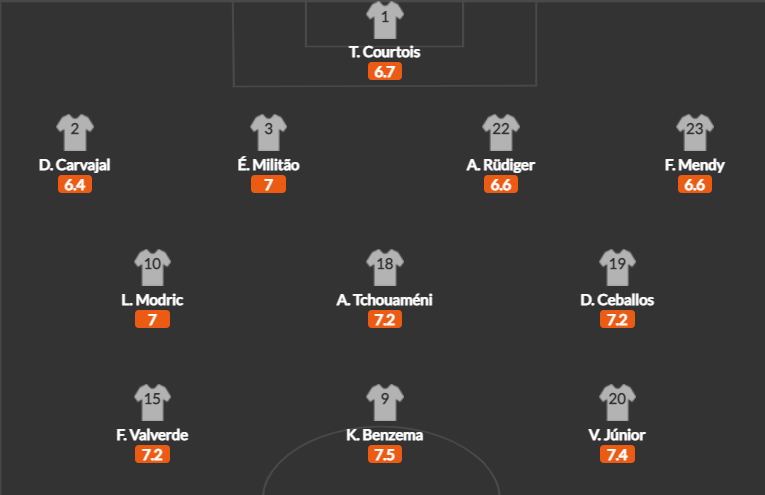 1
T. Courtois
6.7
2 3 22 23
D. Carvajal É. Militão A. Rüdiger F. Mendy
6.4 7 6.6 6.6
10 18 19
L. Modric A. Tchouaméni D. Ceballos
7 7.2 7.2
15 9 20
F. Valverde K. Benzema V. Júnior
7.2 7.5 7.4